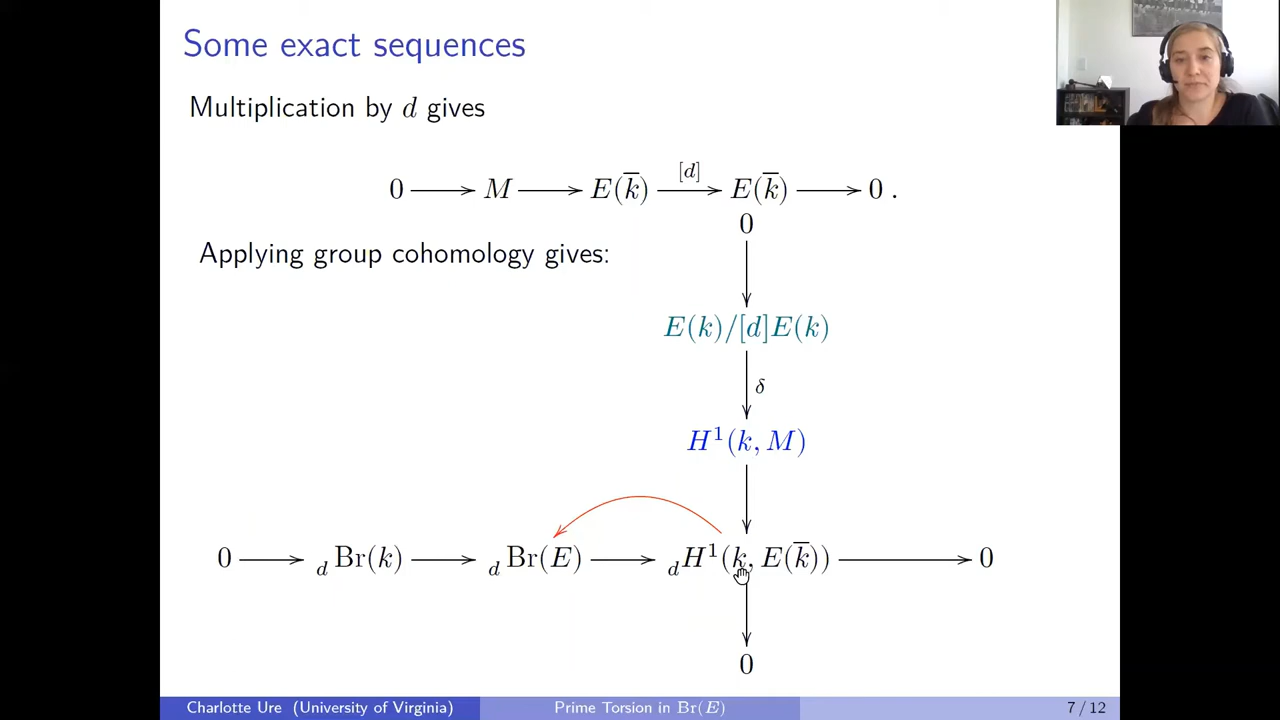 Some exact sequences
Multiplication by d gives
0 → M → E(k̅) →[d] E(k̅) → 0 .
0
Applying group cohomology gives:
E(k)/[d]E(k)
δ
H¹(k, M)
0 → _d Br(k) → _d Br(E) → _d H¹(k, E(k̅)) → 0
0
Charlotte Ure (University of Virginia) Prime Torsion in Br(E) 7 / 12